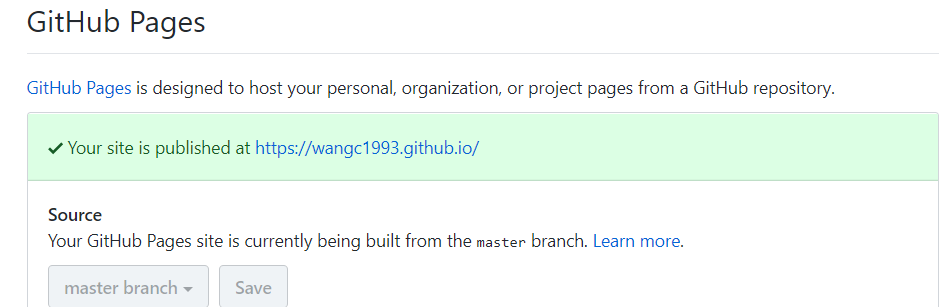 GitHub Pages
GitHub Pages is designed to host your personal, organization, or project pages from a GitHub repository.
✔ Your site is published at https://wangc1993.github.io/
Source
Your GitHub Pages site is currently being built from the master branch. Learn more.
master branch Save